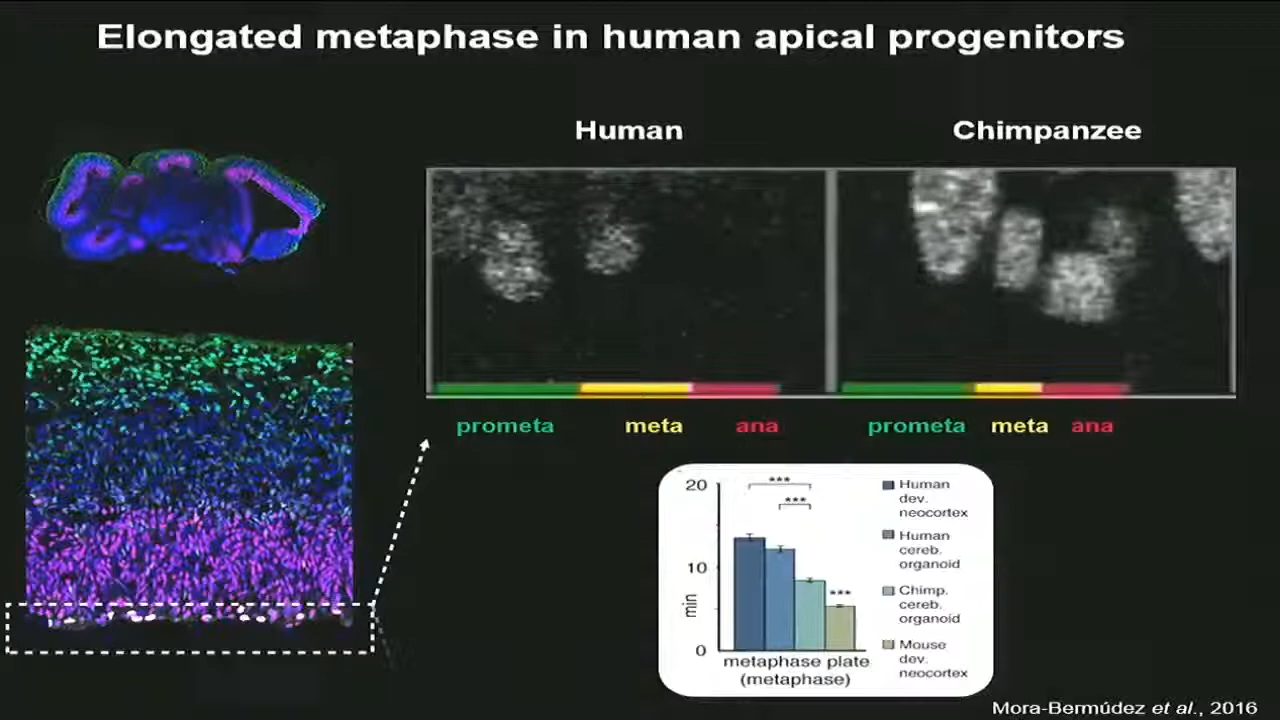 Elongated metaphase in human apical progenitors
Human
Chimpanzee
prometa
meta
ana
prometa
meta
ana
20
10
0
min
***
***
***
metaphase plate
(metaphase)
Human
dev.
neocortex
Human
cereb.
organoid
Chimp.
cereb.
organoid
Mouse
dev.
neocortex
Mora-Bermúdez et al., 2016